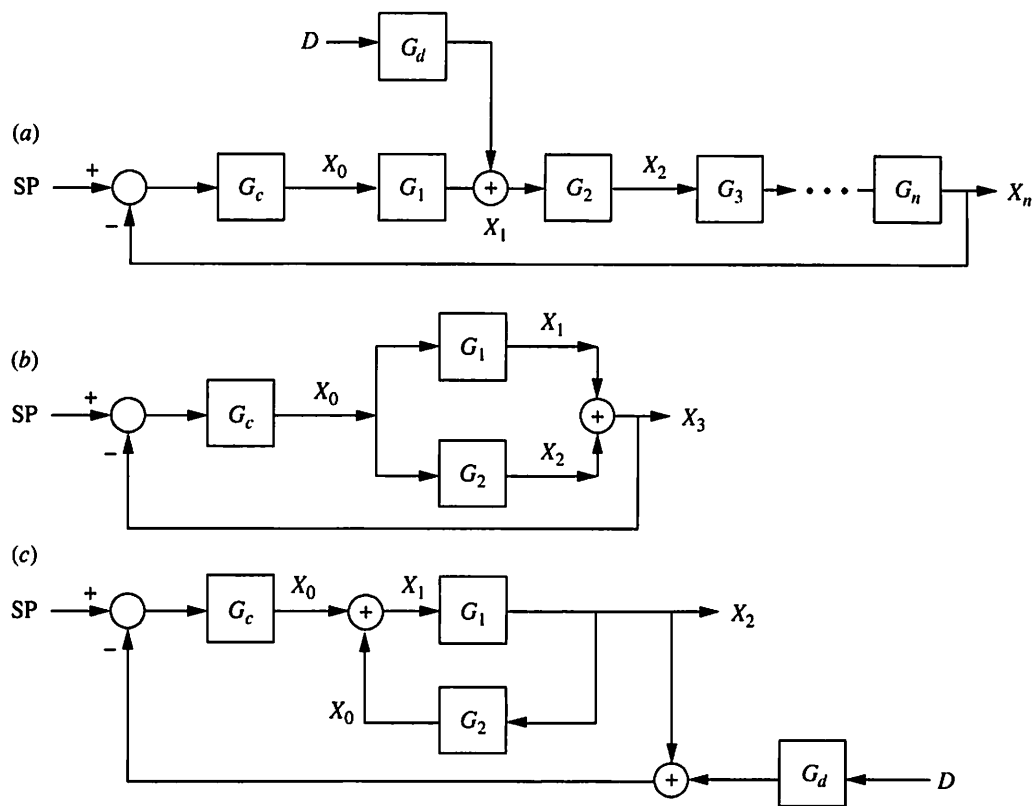 D
G_d
(a)
SP + − G_c X_0 G_1 + X_1 G_2 X_2 G_3 • • • G_n X_n
(b)
SP + − G_c X_0 G_1 X_1 G_2 X_2 + X_3
(c)
SP + − G_c X_0 + X_1 G_1 X_2
X_0 G_2
+ G_d D